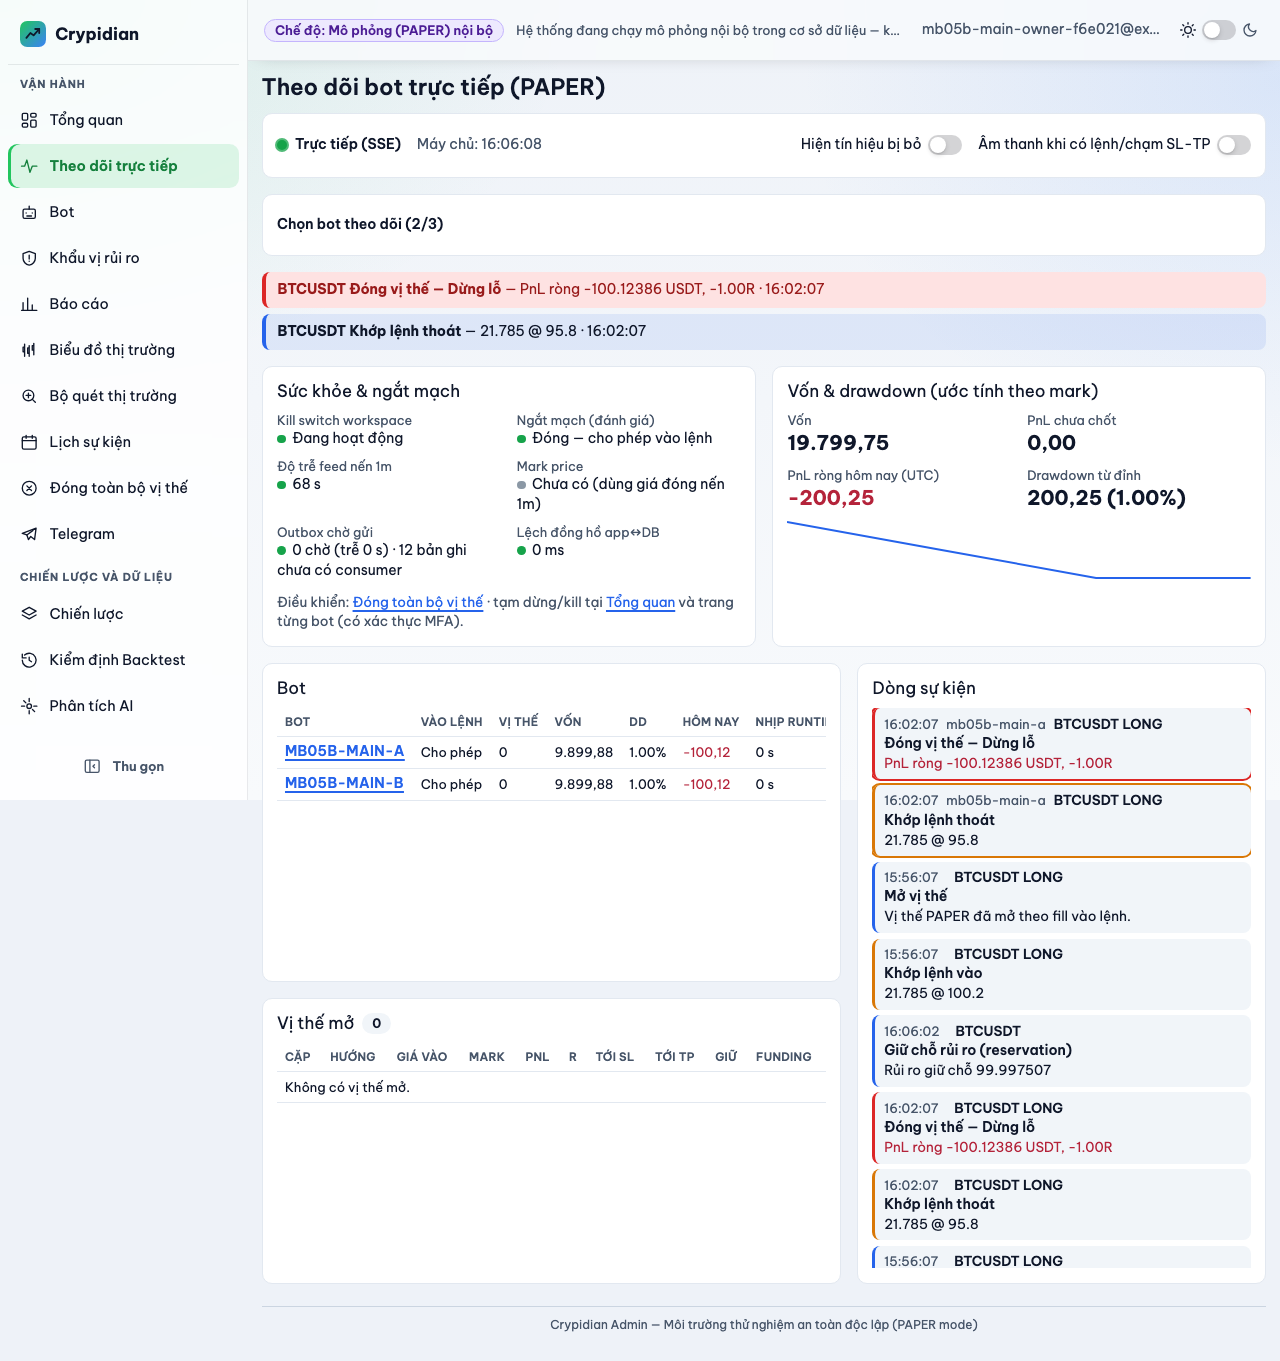 Crypidian
VẬN HÀNH
Tổng quan
Theo dõi trực tiếp
Bot
Khẩu vị rủi ro
Báo cáo
Biểu đồ thị trường
Bộ quét thị trường
Lịch sự kiện
Đóng toàn bộ vị thế
Telegram
CHIẾN LƯỢC VÀ DỮ LIỆU
Chiến lược
Kiểm định Backtest
Phân tích AI
Thu gọn
Chế độ: Mô phỏng (PAPER) nội bộ
Hệ thống đang chạy mô phỏng nội bộ trong cơ sở dữ liệu — k...
mb05b-main-owner-f6e021@ex...
Theo dõi bot trực tiếp (PAPER)
Trực tiếp (SSE) Máy chủ: 16:06:08
Hiện tín hiệu bị bỏ
Âm thanh khi có lệnh/chạm SL-TP
Chọn bot theo dõi (2/3)
BTCUSDT Đóng vị thế — Dừng lỗ — PnL ròng -100.12386 USDT, -1.00R · 16:02:07
BTCUSDT Khớp lệnh thoát — 21.785 @ 95.8 · 16:02:07
Sức khỏe & ngắt mạch
Kill switch workspace
Đang hoạt động
Ngắt mạch (đánh giá)
Đóng — cho phép vào lệnh
Độ trễ feed nến 1m
68 s
Mark price
Chưa có (dùng giá đóng nến
1m)
Outbox chờ gửi
0 chờ (trễ 0 s) · 12 bản ghi
chưa có consumer
Lệch đồng hồ app↔DB
0 ms
Điều khiển: Đóng toàn bộ vị thế · tạm dừng/kill tại Tổng quan và trang
từng bot (có xác thực MFA).
Vốn & drawdown (ước tính theo mark)
Vốn
19.799,75
PnL chưa chốt
0,00
PnL ròng hôm nay (UTC)
-200,25
Drawdown từ đỉnh
200,25 (1.00%)
Bot
BOT VÀO LỆNH VỊ THẾ VỐN DD HÔM NAY NHỊP RUNTI
MB05B-MAIN-A Cho phép 0 9.899,88 1.00% -100,12 0 s
MB05B-MAIN-B Cho phép 0 9.899,88 1.00% -100,12 0 s
Vị thế mở 0
CẶP HƯỚNG GIÁ VÀO MARK PNL R TỚI SL TỚI TP GIỮ FUNDING
Không có vị thế mở.
Dòng sự kiện
16:02:07 mb05b-main-a BTCUSDT LONG
Đóng vị thế — Dừng lỗ
PnL ròng -100.12386 USDT, -1.00R
16:02:07 mb05b-main-a BTCUSDT LONG
Khớp lệnh thoát
21.785 @ 95.8
15:56:07 BTCUSDT LONG
Mở vị thế
Vị thế PAPER đã mở theo fill vào lệnh.
15:56:07 BTCUSDT LONG
Khớp lệnh vào
21.785 @ 100.2
16:06:02 BTCUSDT
Giữ chỗ rủi ro (reservation)
Rủi ro giữ chỗ 99.997507
16:02:07 BTCUSDT LONG
Đóng vị thế — Dừng lỗ
PnL ròng -100.12386 USDT, -1.00R
16:02:07 BTCUSDT LONG
Khớp lệnh thoát
21.785 @ 95.8
15:56:07 BTCUSDT LONG
Crypidian Admin — Môi trường thử nghiệm an toàn độc lập (PAPER mode)